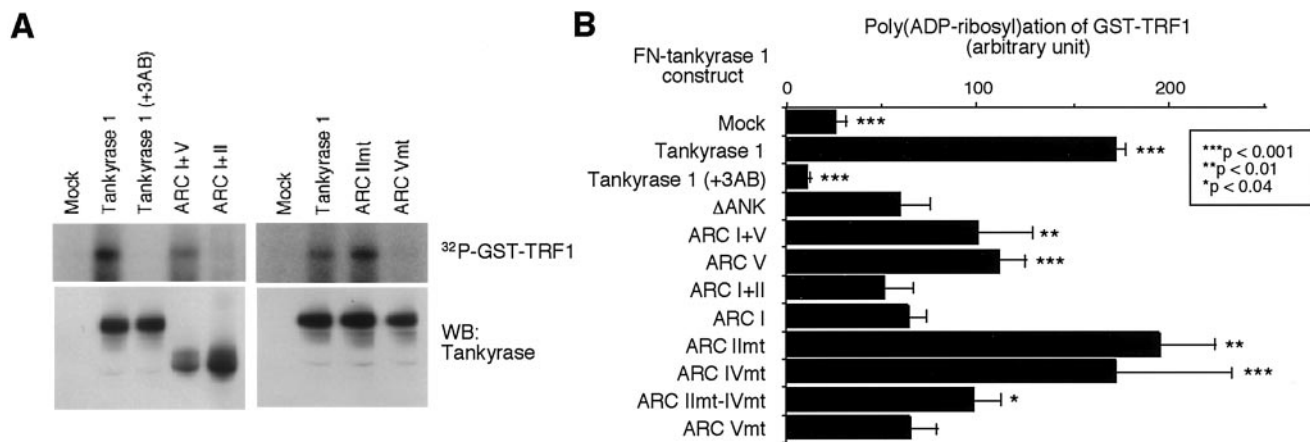 A
Mock
Tankyrase 1
Tankyrase 1 (+3AB)
ARC I+V
ARC I+II
Mock
Tankyrase 1
ARC IImt
ARC Vmt
32P-GST-TRF1
WB:
Tankyrase
B
Poly(ADP-ribosyl)ation of GST-TRF1
(arbitrary unit)
FN-tankyrase 1
construct
0 100 200
Mock ***
Tankyrase 1 ***
Tankyrase 1 (+3AB) ***
ΔANK
ARC I+V **
ARC V ***
ARC I+II
ARC I
ARC IImt **
ARC IVmt ***
ARC IImt-IVmt *
ARC Vmt
***p < 0.001
**p < 0.01
*p < 0.04